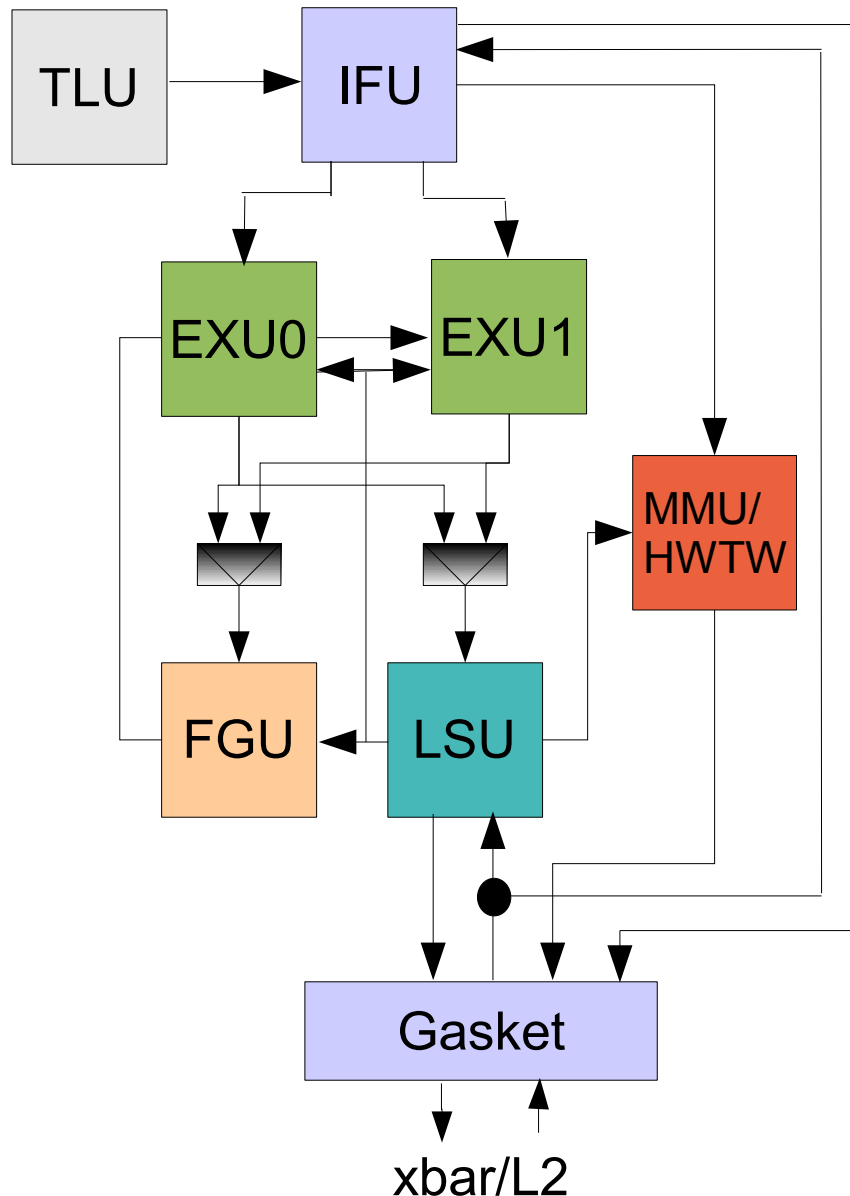 TLU
IFU
EXU0
EXU1
MMU/
HWTW
FGU
LSU
Gasket
xbar/L2